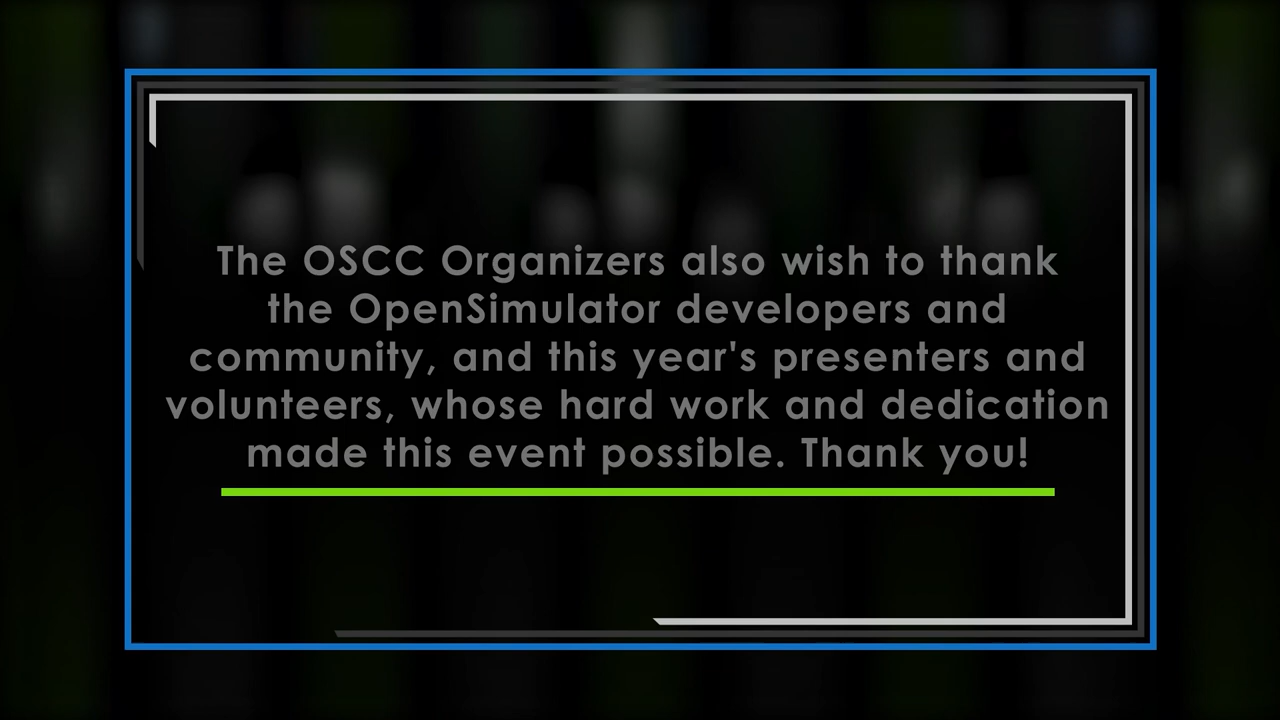 The OSCC Organizers also wish to thank
the OpenSimulator developers and
community, and this year's presenters and
volunteers, whose hard work and dedication
made this event possible. Thank you!